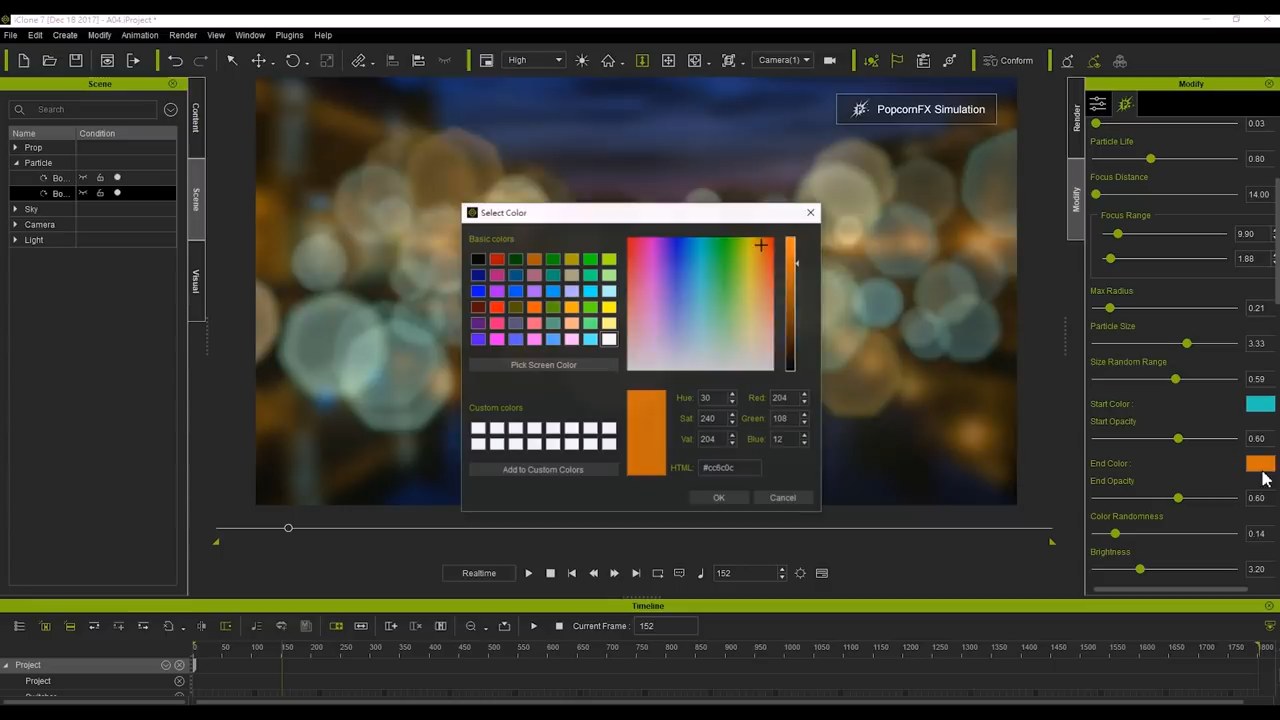 iClone 7 [Dec 18 2017] - A04.iProject *
File Edit Create Modify Animation Render View Window Plugins Help
High
Camera(1)
Conform
Scene
Search
Name Condition
Prop
Particle
Bo...
Bo...
Sky
Camera
Light
Content
Scene
Visual
PopcornFX Simulation
Select Color
Basic colors
Pick Screen Color
Custom colors
Add to Custom Colors
Hue: 30 Red: 204
Sat: 240 Green: 108
Val: 204 Blue: 12
HTML: #cc6c0c
OK Cancel
Render
Modify
Modify
0.03
Particle Life
0.80
Focus Distance
14.00
Focus Range
9.90
1.88
Max Radius
0.21
Particle Size
3.33
Size Random Range
0.59
Start Color :
Start Opacity
0.60
End Color :
End Opacity
0.60
Color Randomness
0.14
Brightness
3.20
Realtime
152
Timeline
Current Frame : 152
0 50 100 150 200 250 300 350 400 450 500 550 600 650 700 750 800 850 900 950 1000 1050 1100 1150 1200 1250 1300 1350 1400 1450 1500 1550 1600 1650 1700 1750 1800
Project
Project